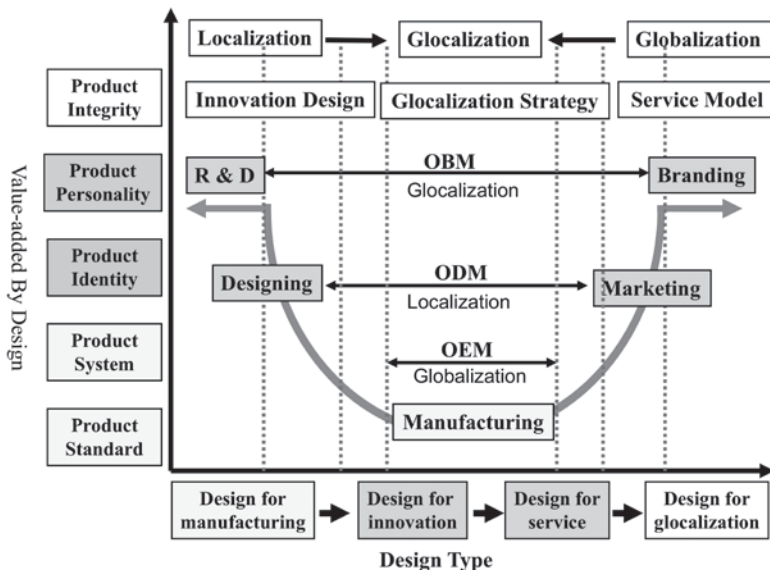 Localization
Glocalization
Globalization
Product
Integrity
Innovation Design
Glocalization Strategy
Service Model
Value-added By Design
Product
Personality
R & D
OBM
Glocalization
Branding
Product
Identity
Designing
ODM
Localization
Marketing
Product
System
OEM
Globalization
Product
Standard
Manufacturing
Design for
manufacturing
Design for
innovation
Design for
service
Design for
glocalization
Design Type